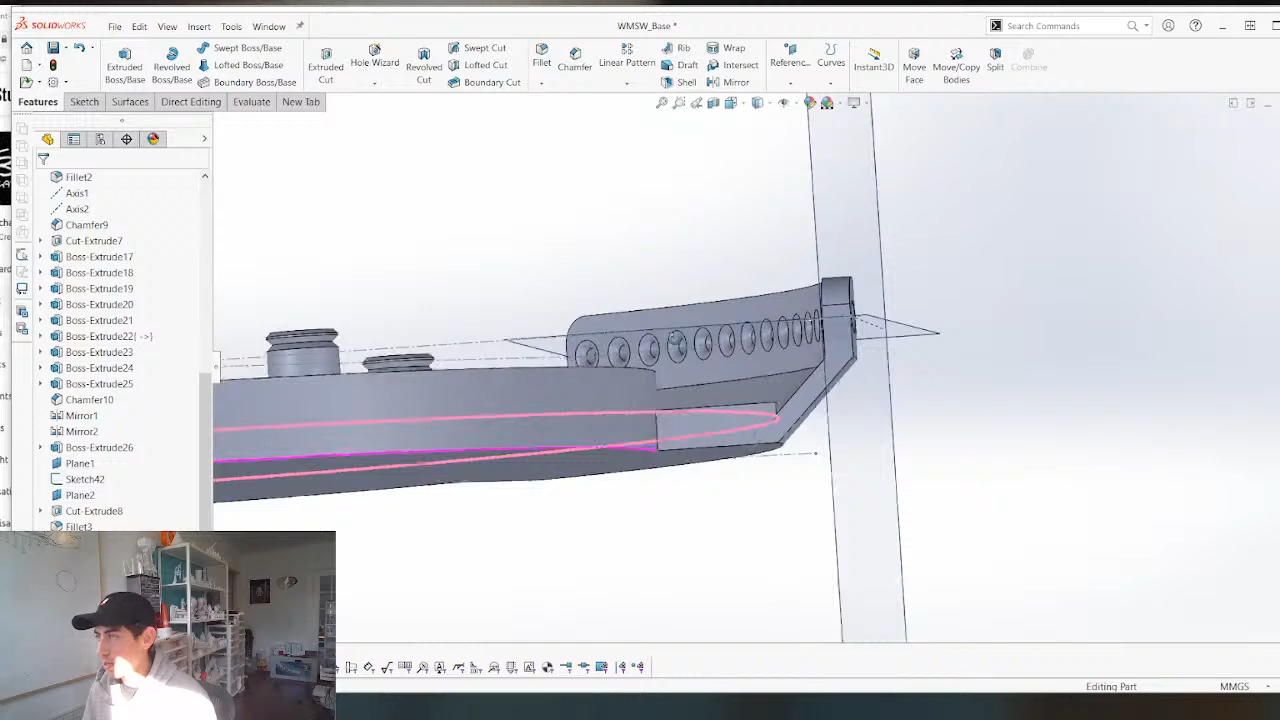 SOLIDWORKS
File Edit View Insert Tools Window
WMSW_Base *
Search Commands
Extruded Boss/Base
Revolved Boss/Base
Swept Boss/Base
Lofted Boss/Base
Boundary Boss/Base
Extruded Cut
Hole Wizard
Revolved Cut
Swept Cut
Lofted Cut
Boundary Cut
Fillet
Chamfer
Linear Pattern
Rib
Draft
Shell
Wrap
Intersect
Mirror
Referenc...
Curves
Instant3D
Move Face
Move/Copy Bodies
Split
Combine
Features Sketch Surfaces Direct Editing Evaluate New Tab
Fillet2
Axis1
Axis2
Chamfer9
Cut-Extrude7
Boss-Extrude17
Boss-Extrude18
Boss-Extrude19
Boss-Extrude20
Boss-Extrude21
Boss-Extrude22{ ->}
Boss-Extrude23
Boss-Extrude24
Boss-Extrude25
Chamfer10
Mirror1
Mirror2
Boss-Extrude26
Plane1
Sketch42
Plane2
Cut-Extrude8
Fillet3
Editing Part
MMGS